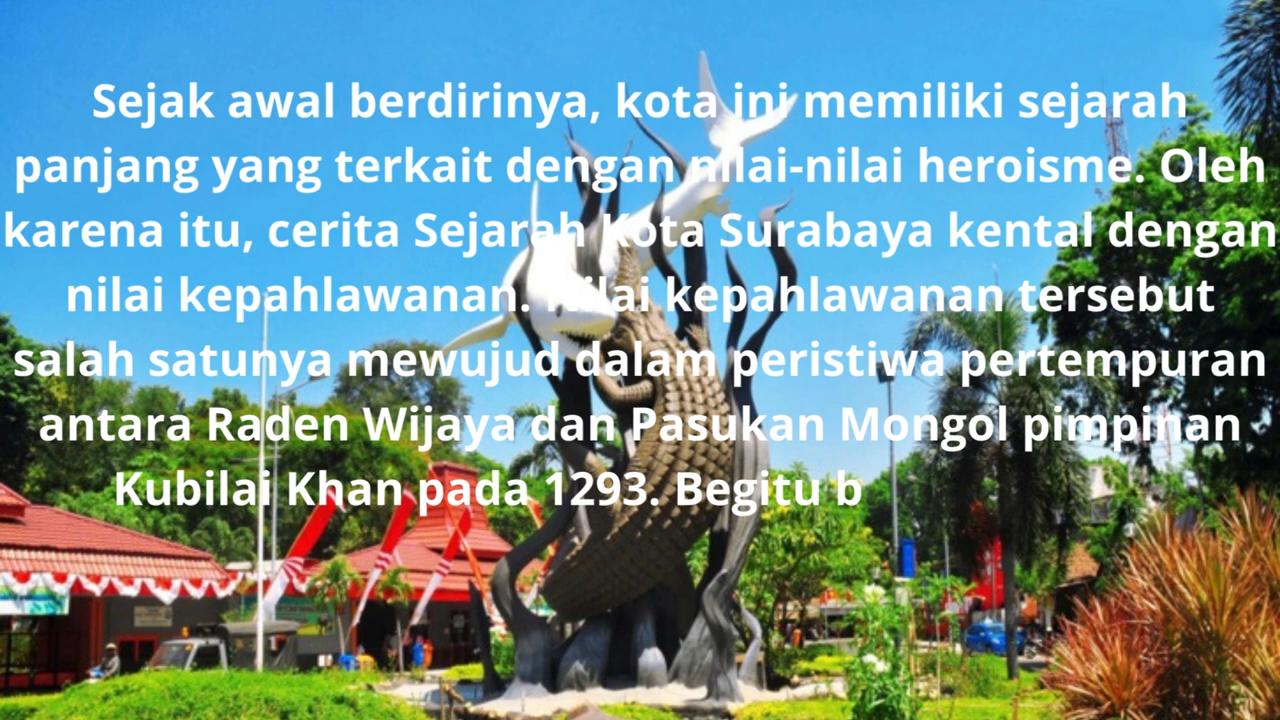 Sejak awal berdirinya, kota ini memiliki sejarah
panjang yang terkait dengan nilai-nilai heroisme. Oleh
karena itu, cerita Sejarah Kota Surabaya kental dengan
nilai kepahlawanan. Nilai kepahlawanan tersebut
salah satunya mewujud dalam peristiwa pertempuran
antara Raden Wijaya dan Pasukan Mongol pimpinan
Kubilai Khan pada 1293. Begitu b